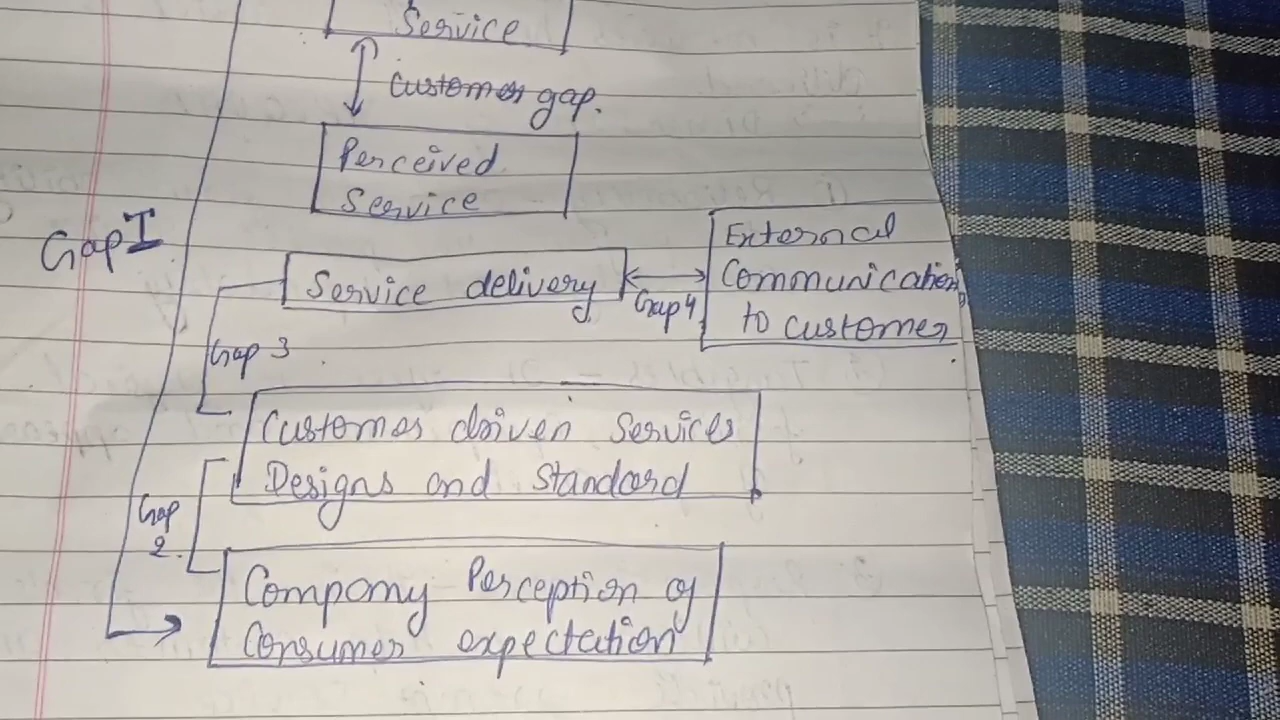 Service
Customer gap.
Perceived
Service
Gap I
External
Communication
to customer
Service delivery
Gap 4
Gap 3
Customer driven Services
Designs and Standard
Gap
2.
Company Perception of
Consumer expectation